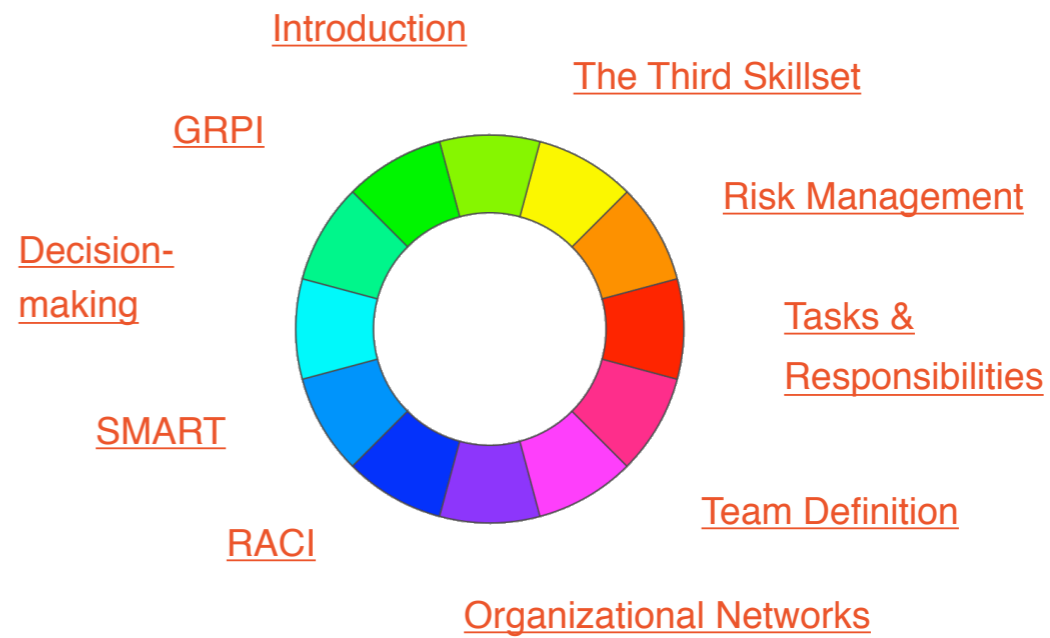 Introduction
The Third Skillset
GRPI
Risk Management
Decision-
making
Tasks &
Responsibilities
SMART
Team Definition
RACI
Organizational Networks